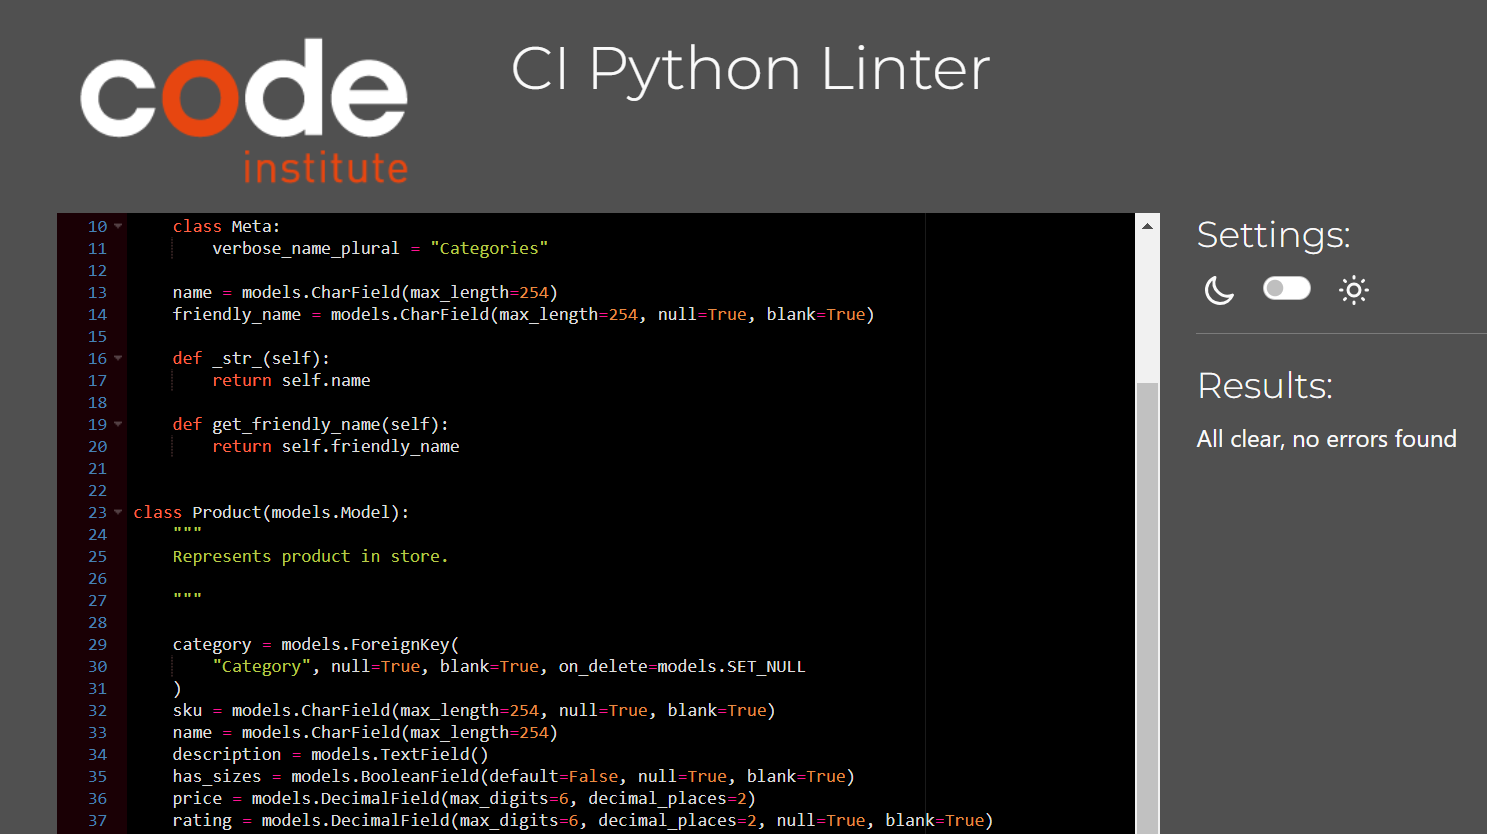 code
institute
CI Python Linter
10 class Meta:
11 verbose_name_plural = "Categories"
12
13 name = models.CharField(max_length=254)
14 friendly_name = models.CharField(max_length=254, null=True, blank=True)
15
16 def _str_(self):
17 return self.name
18
19 def get_friendly_name(self):
20 return self.friendly_name
21
22
23 class Product(models.Model):
24 """
25 Represents product in store.
26
27 """
28
29 category = models.ForeignKey(
30 "Category", null=True, blank=True, on_delete=models.SET_NULL
31 )
32 sku = models.CharField(max_length=254, null=True, blank=True)
33 name = models.CharField(max_length=254)
34 description = models.TextField()
35 has_sizes = models.BooleanField(default=False, null=True, blank=True)
36 price = models.DecimalField(max_digits=6, decimal_places=2)
37 rating = models.DecimalField(max_digits=6, decimal_places=2, null=True, blank=True)
Settings:
Results:
All clear, no errors found